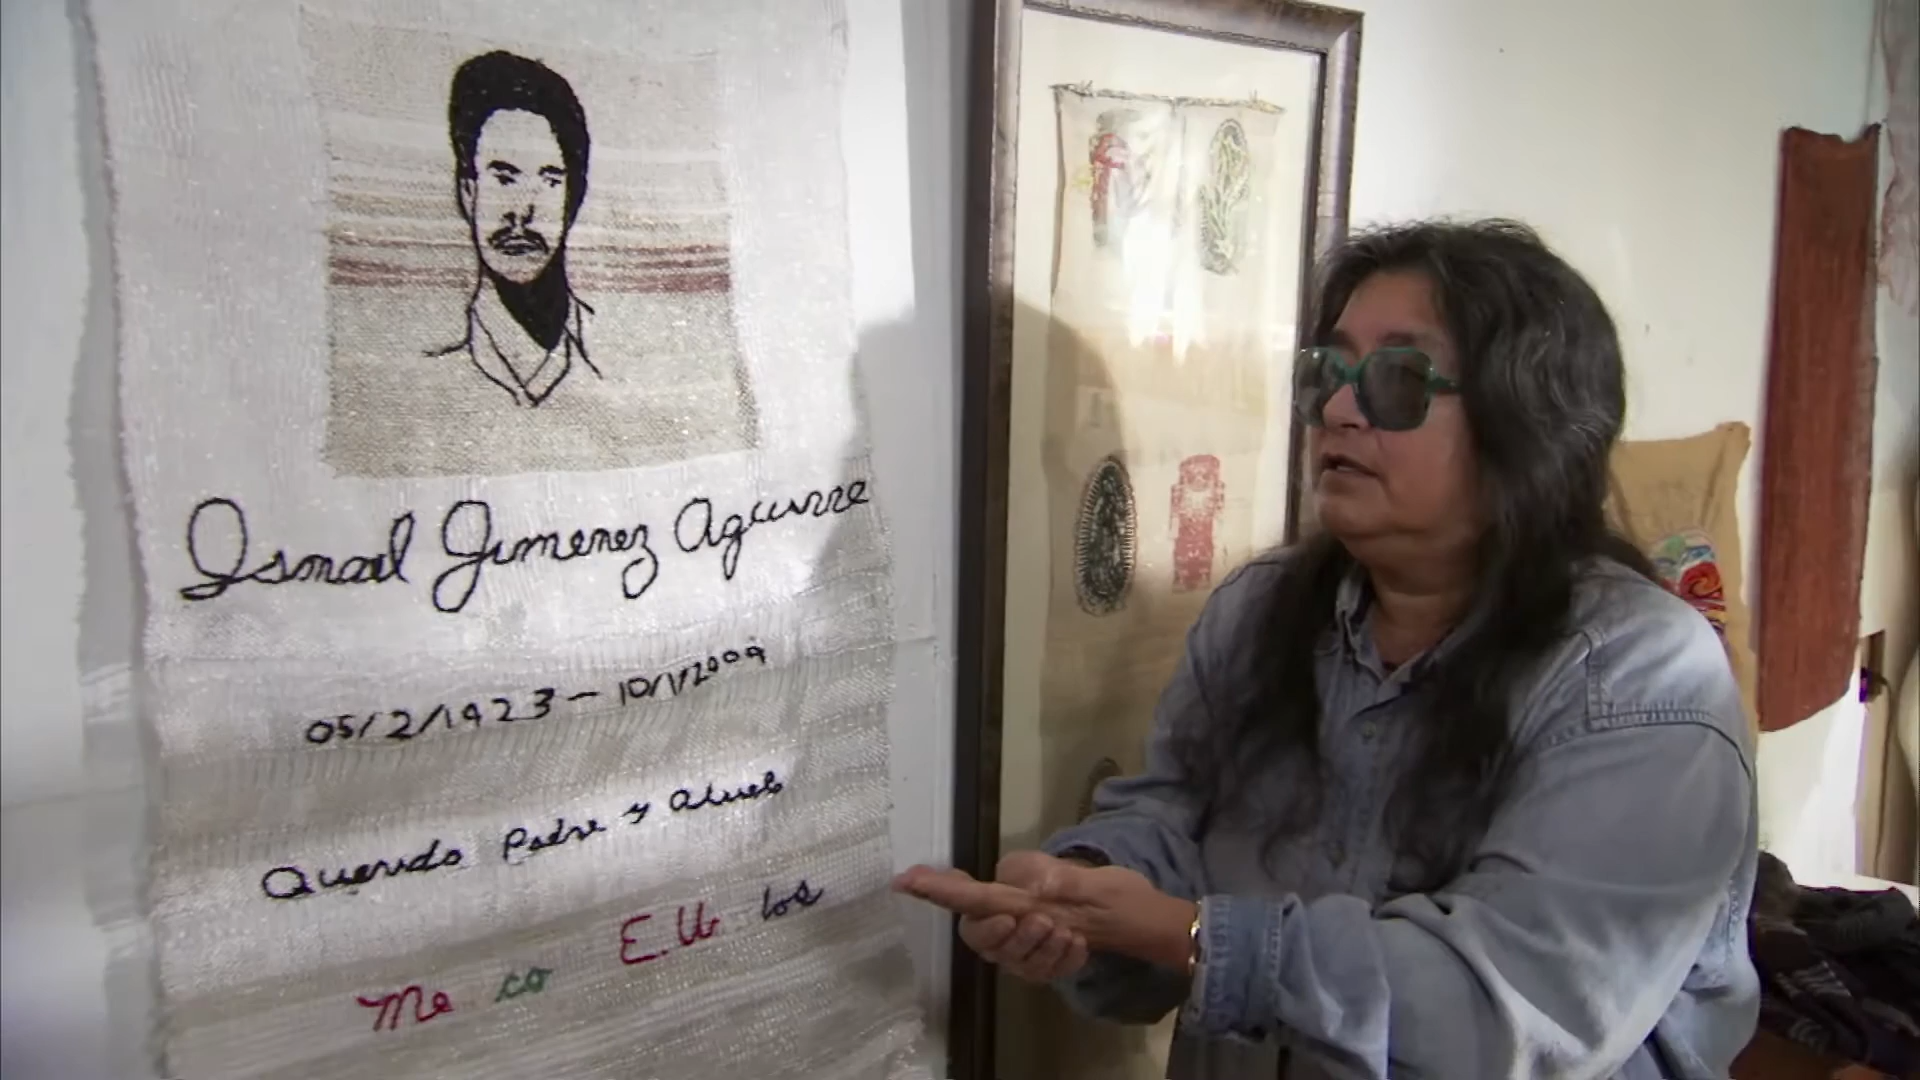 Ismael Jimenez Aguirre
05/2/1923 - 10/1/2009
Querido Padre y Abuelo
Me co E.U. los